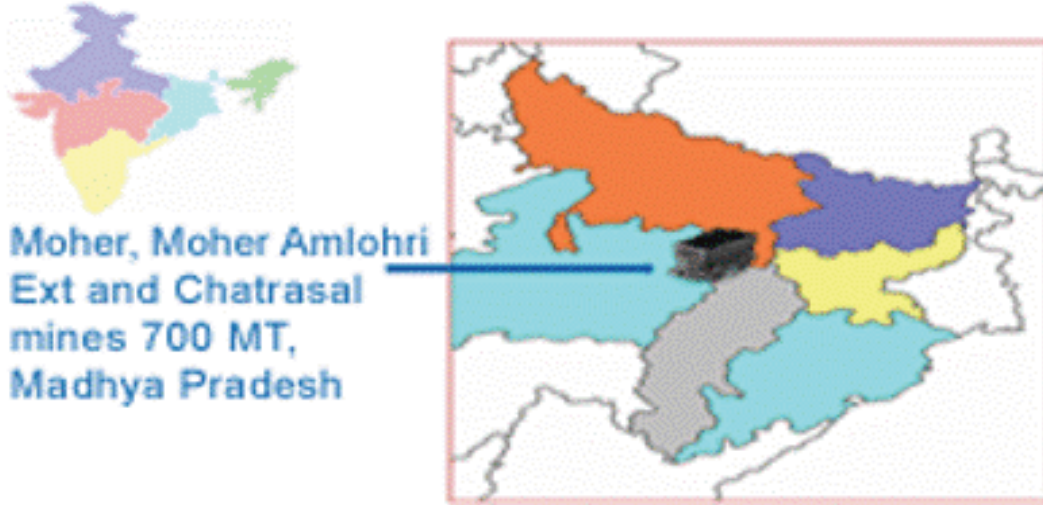 Moher, Moher Amlohri
Ext and Chatrasal
mines 700 MT,
Madhya Pradesh